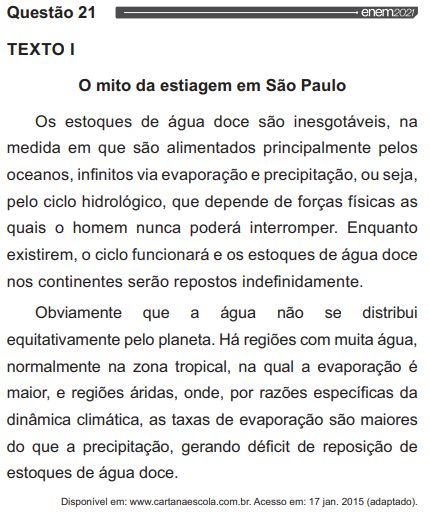 Questão 21
enem2021
TEXTO I
O mito da estiagem em São Paulo
Os estoques de água doce são inesgotáveis, na
medida em que são alimentados principalmente pelos
oceanos, infinitos via evaporação e precipitação, ou seja,
pelo ciclo hidrológico, que depende de forças físicas as
quais o homem nunca poderá interromper. Enquanto
existirem, o ciclo funcionará e os estoques de água doce
nos continentes serão repostos indefinidamente.
Obviamente que a água não se distribui
equitativamente pelo planeta. Há regiões com muita água,
normalmente na zona tropical, na qual a evaporação é
maior, e regiões áridas, onde, por razões específicas da
dinâmica climática, as taxas de evaporação são maiores
do que a precipitação, gerando déficit de reposição de
estoques de água doce.
Disponível em: www.cartanaescola.com.br. Acesso em: 17 jan. 2015 (adaptado).